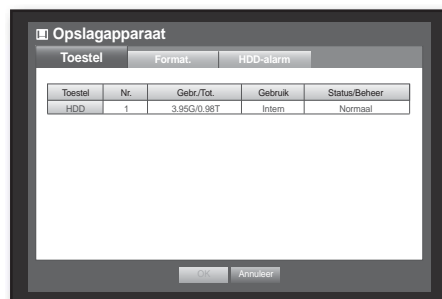 Opslagapparaat
Toestel Format. HDD-alarm
Toestel Nr. Gebr./Tot. Gebruik Status/Beheer
HDD 1 3.95G/0.98T Intern Normaal
OK Annuleer